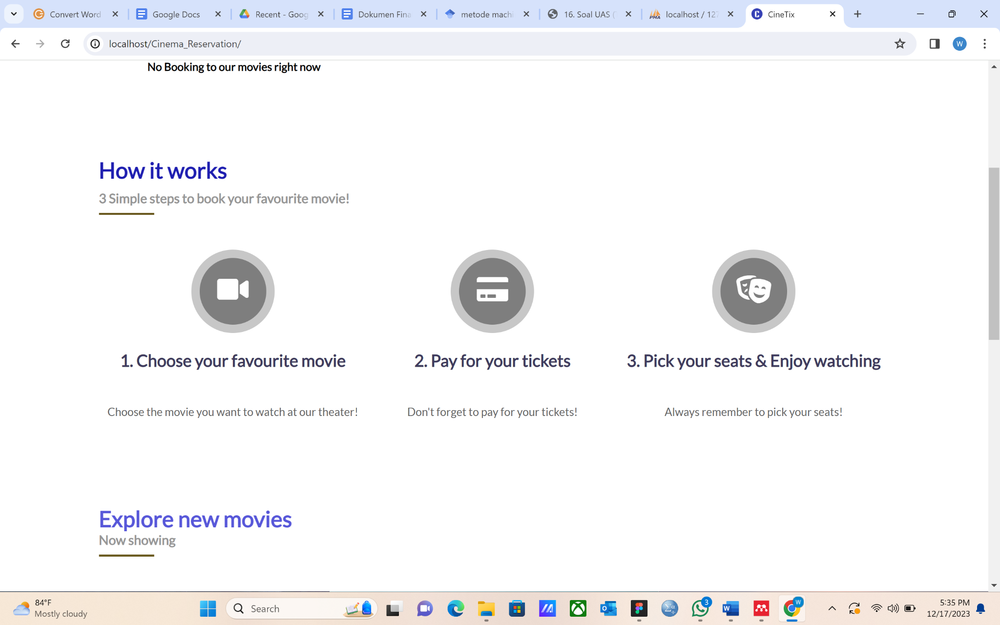 Convert Word
Google Docs
Recent - Goog
Dokumen Fina
metode machi
16. Soal UAS (
PMA
localhost / 127
CineTix
localhost/Cinema_Reservation/
W
No Booking to our movies right now
How it works
3 Simple steps to book your favourite movie!
1. Choose your favourite movie
2. Pay for your tickets
3. Pick your seats & Enjoy watching
Choose the movie you want to watch at our theater!
Don't forget to pay for your tickets!
Always remember to pick your seats!
Explore new movies
Now showing
84°F
Mostly cloudy
Search
3
W
5:35 PM
12/17/2023